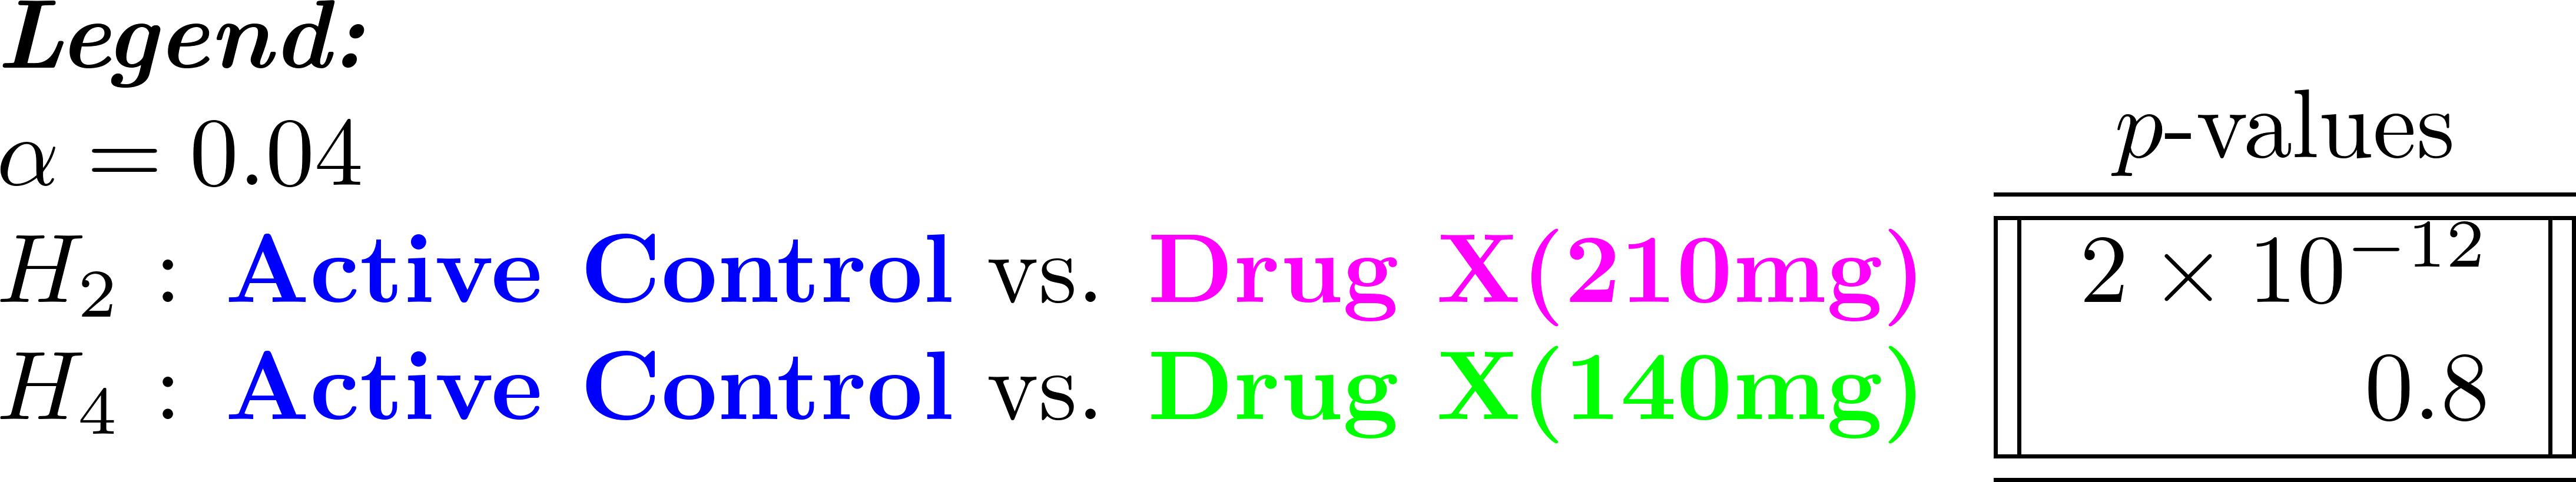 Legend:
α = 0.04
p-values
H₂ : Active Control vs. Drug X(210mg) 2 × 10⁻¹²
H₄ : Active Control vs. Drug X(140mg) 0.8